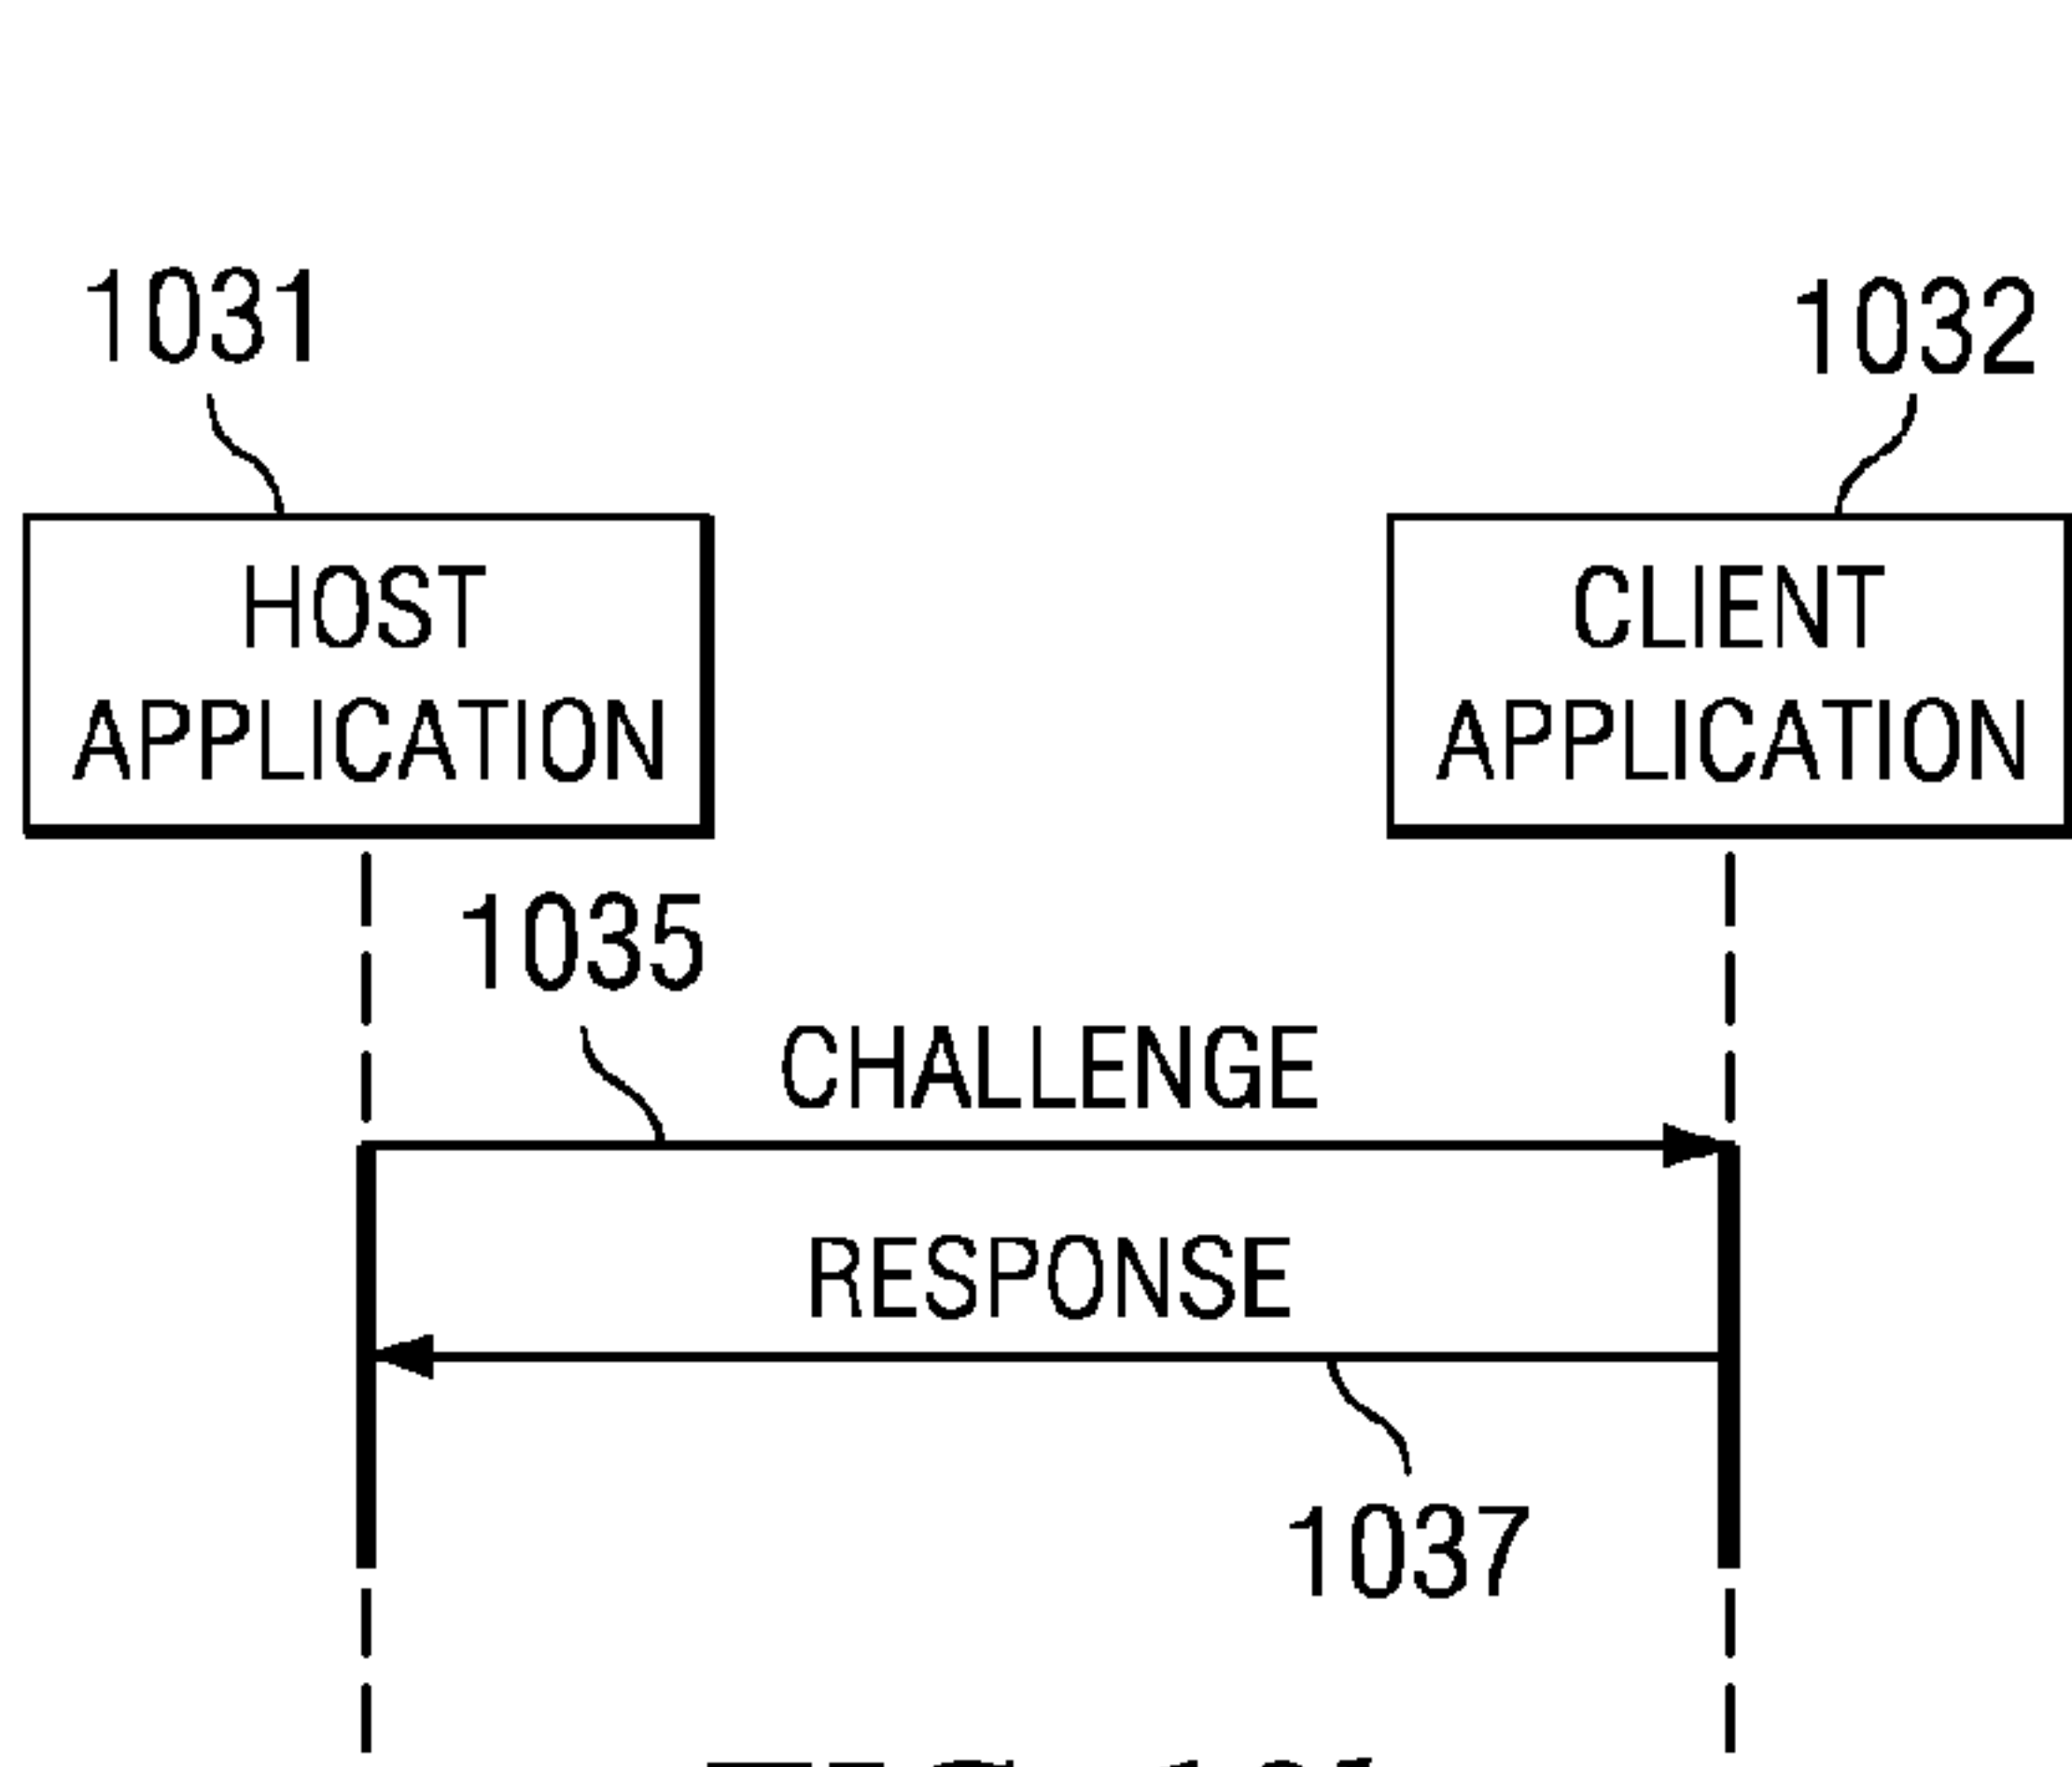 1031
1032
HOST
APPLICATION
CLIENT
APPLICATION
1035
CHALLENGE
RESPONSE
1037